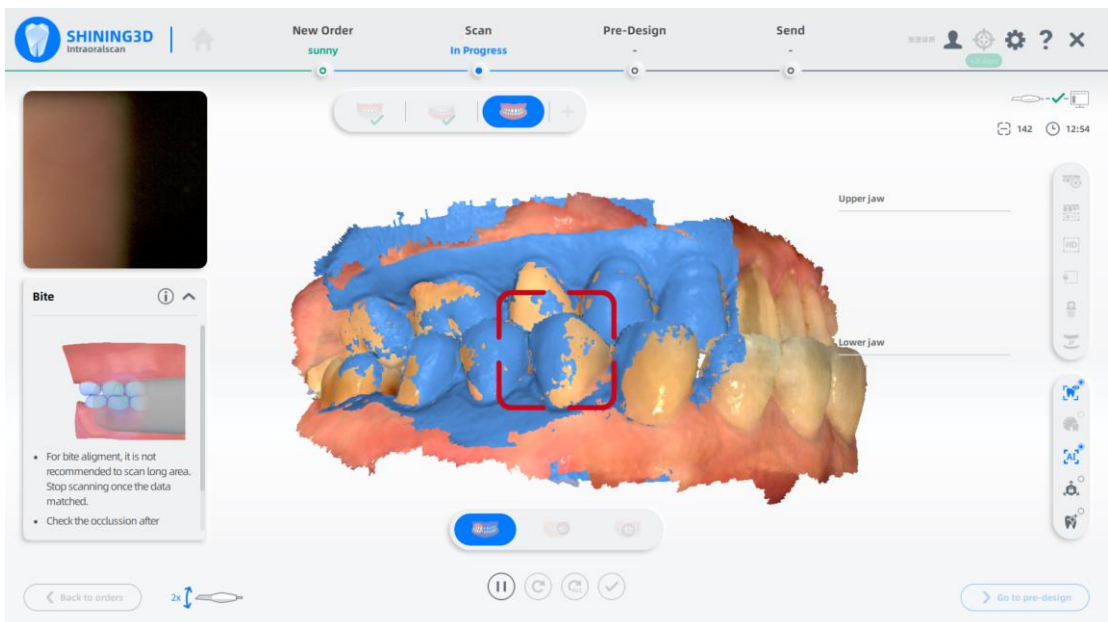 SHINING3D
Intraoralscan
New Order
sunny
Scan
In Progress
Pre-Design
-
Send
-
?
142
12:54
Upper jaw
Lower jaw
HD
AI
Bite
• For bite aligment, it is not
recommended to scan long area.
Stop scanning once the data
matched.
• Check the occlussion after
Back to orders
2x
Go to pre-design